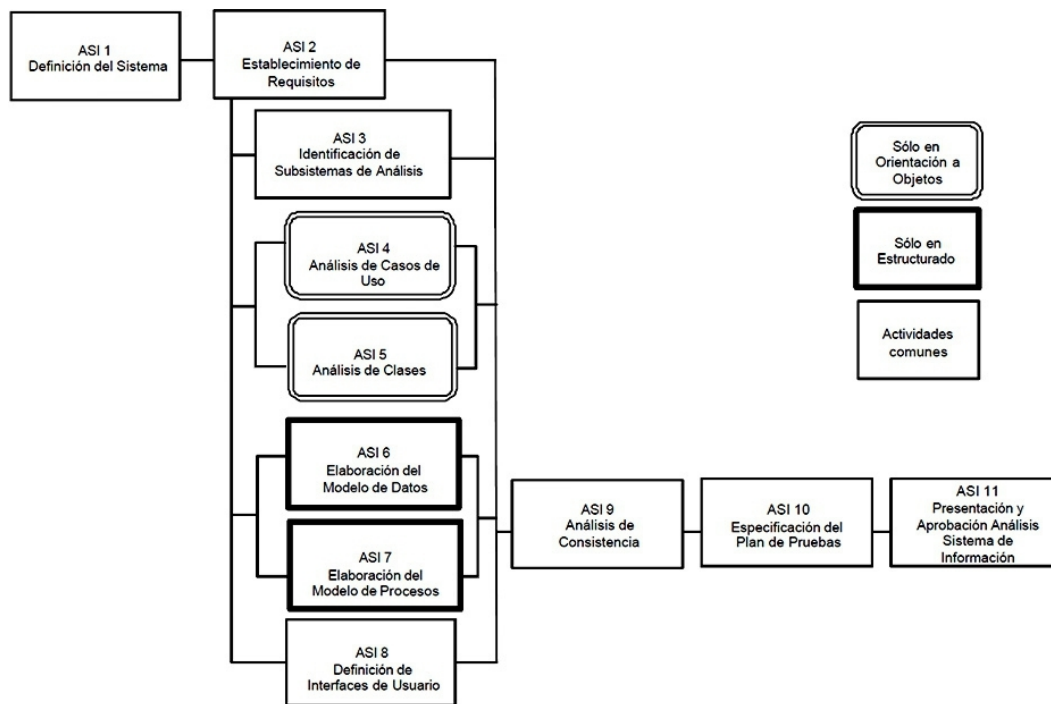 ASI 1
Definición del Sistema
ASI 2
Establecimiento de
Requisitos
ASI 3
Identificación de
Subsistemas de Análisis
ASI 4
Análisis de Casos de
Uso
ASI 5
Análisis de Clases
ASI 6
Elaboración del
Modelo de Datos
ASI 7
Elaboración del
Modelo de Procesos
ASI 8
Definición de
Interfaces de Usuario
ASI 9
Análisis de
Consistencia
ASI 10
Especificación del
Plan de Pruebas
ASI 11
Presentación y
Aprobación Análisis
Sistema de
Información
Sólo en
Orientación a
Objetos
Sólo en
Estructurado
Actividades
comunes